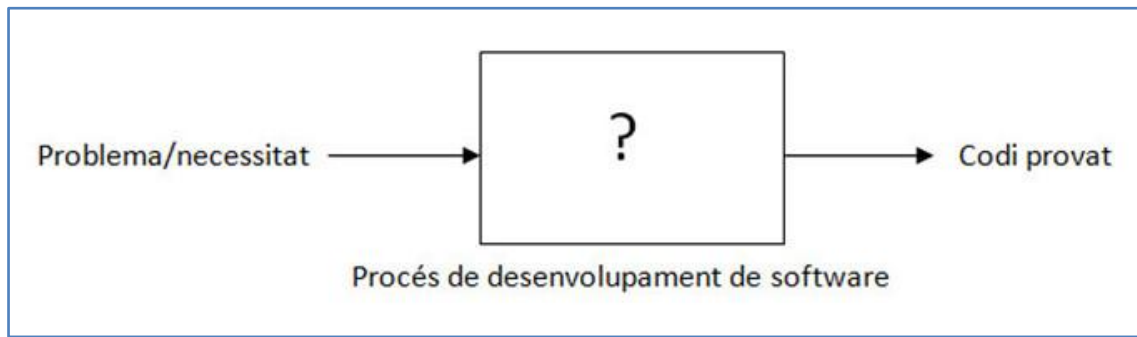 ?
Problema/necessitat
Codi provat
Procés de desenvolupament de software